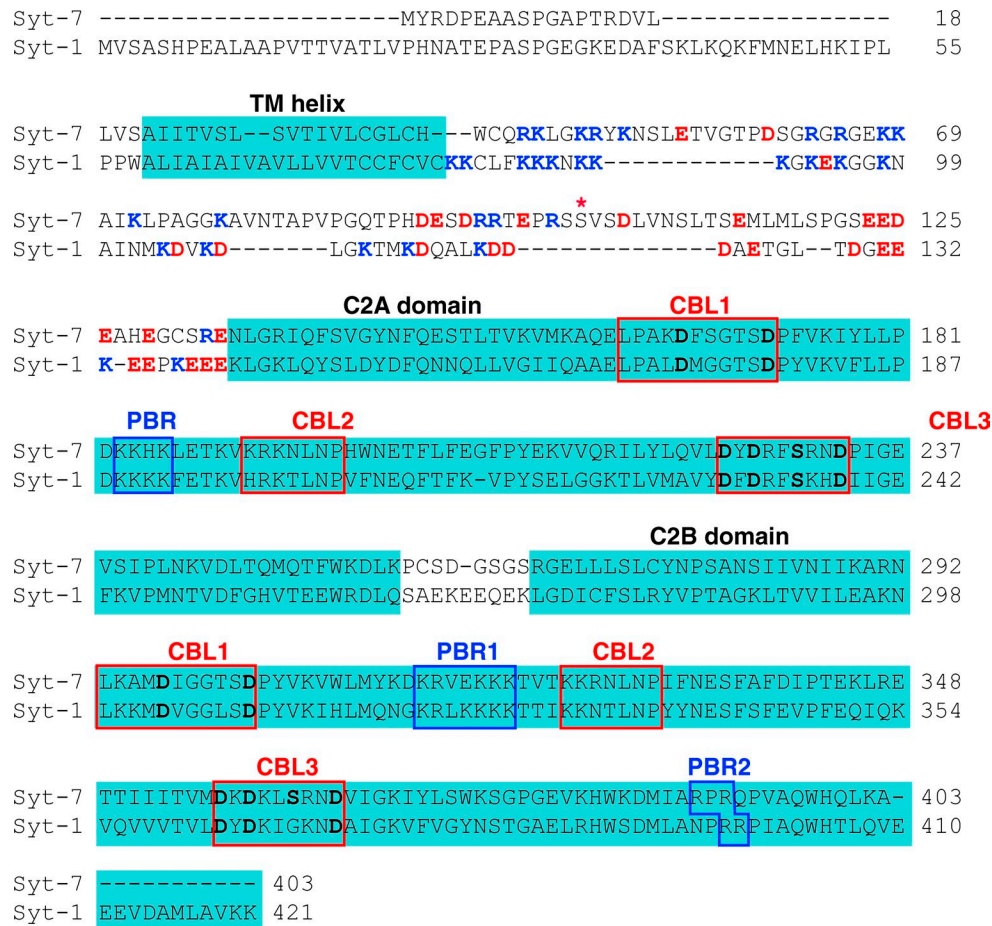 Syt-7 ---------------------MYRDPEAASPGAPTRDVL---------------- 18
Syt-1 MVSASHPEALAAPVTTVATLVPHNATEPASPGEGKEDAFSKLKQKFMNELHKIPL 55
TM helix
Syt-7 LVSAIITVSL--SVTIVLCGLCH---WCQRKLGKRYKNSLETVGTPDSGRGRGEKK 69
Syt-1 PPWALIAIAIVAVLLVVTCCFCVCKKCLFKKKNKK------------KGKEKGGKN 99
*
Syt-7 AIKLPAGGKAVNTAPVPGQTPHDESDRRTEPRSSVSDLVNSLTSEMLMLSPGSEED 125
Syt-1 AINMKDVKD-------LGKTMKDQALKDD--------------DAETGL--TDGEE 132
C2A domain CBL1
Syt-7 EAHEGCSRENLGRIQFSVGYNFQESTLTVKVMKAQELPAKDFSGTSDPFVKIYLLP 181
Syt-1 K-EEPKEEEKLGKLQYSLDYDFQNNQLLVGIIQAAELPALDMGGTSDPYVKVFLLP 187
PBR CBL2 CBL3
Syt-7 DKKHKLETKVKRKNLNPHWNETFLFEGFPYEKVVQRILYLQVLDYDRFSRNDPIGE 237
Syt-1 DKKKKFETKVHRKTLNPVFNEQFTFK-VPYSELGGKTLVMAVYDFDRFSKHDIIGE 242
C2B domain
Syt-7 VSIPLNKVDLTQMQTFWKDLKPCSD-GSGSRGELLLSLCYNPSANSIIVNIIKARN 292
Syt-1 FKVPMNTVDFGHVTEEWRDLQSAEKEEQEKLGDICFSLRYVPTAGKLTVVILEAKN 298
CBL1 PBR1 CBL2
Syt-7 LKAMDIGGTSDPYVKVWLMYKDKRVEKKKTVTKKRNLNPIFNESFAFDIPTEKLRE 348
Syt-1 LKKMDVGGLSDPYVKIHLMQNGKRLKKKKTTIKKNTLNPYYNESFSFEVPFEQIQK 354
CBL3 PBR2
Syt-7 TTIIITVMDKDKLSRNDVIGKIYLSWKSGPGEVKHWKDMIARPRQPVAQWHQLKA- 403
Syt-1 VQVVVTVLDYDKIGKNDAIGKVFVGYNSTGAELRHWSDMLANPRRPIAQWHTLQVE 410
Syt-7 ----------- 403
Syt-1 EEVDAMLAVKK 421